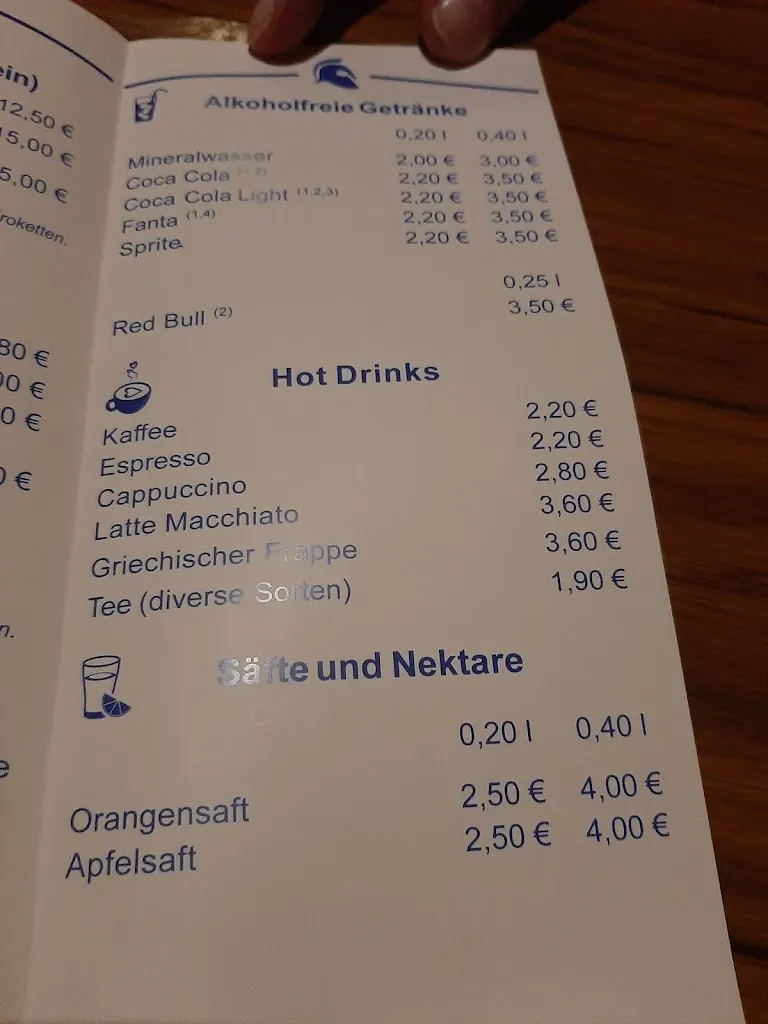 ein)
12,50 €
15,00 €
5,00 €
roketten.
80 €
00 €
0 €
0 €
n.
e
Alkoholfreie Getränke
0,20 l 0,40 l
Mineralwasser 2,00 € 3,00 €
Coca Cola 2,20 € 3,50 €
Coca Cola Light (1,2,3) 2,20 € 3,50 €
Fanta (1,4) 2,20 € 3,50 €
Sprite 2,20 € 3,50 €
0,25 l
Red Bull (2) 3,50 €
Hot Drinks
Kaffee 2,20 €
Espresso 2,20 €
Cappuccino 2,80 €
Latte Macchiato 3,60 €
Griechischer Frappe 3,60 €
Tee (diverse Sorten) 1,90 €
Säfte und Nektare
0,20 l 0,40 l
Orangensaft 2,50 € 4,00 €
Apfelsaft 2,50 € 4,00 €